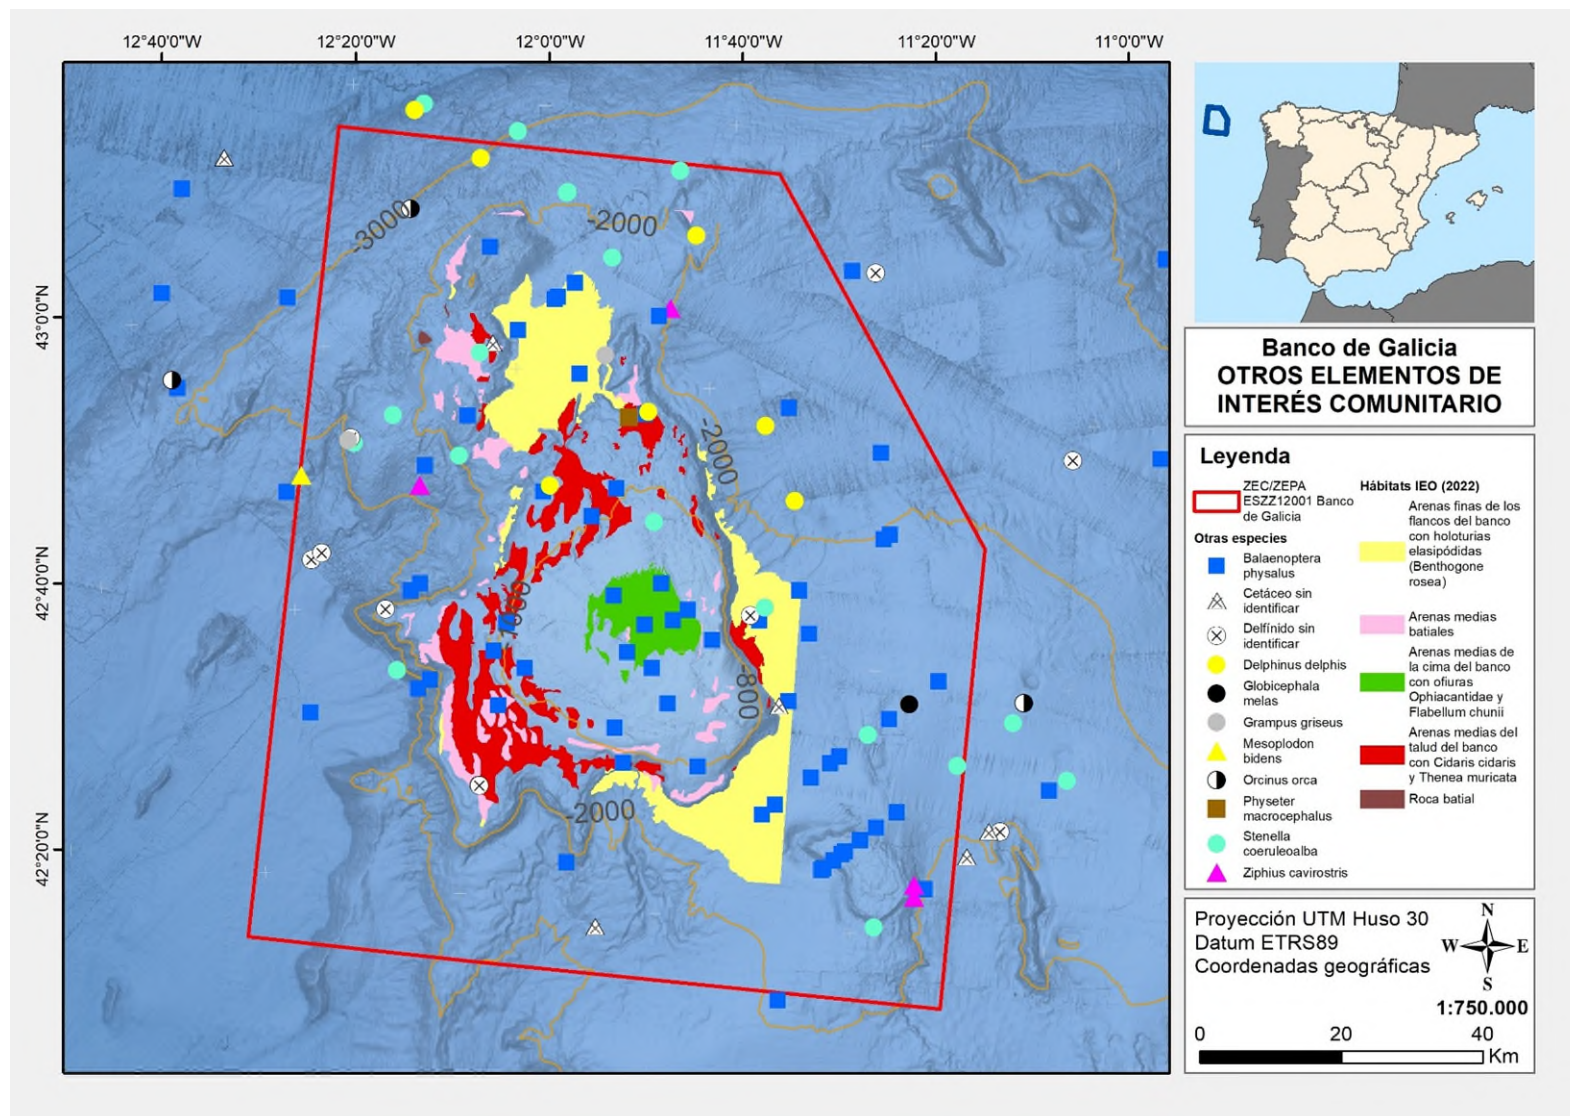 12°40'0"W
12°20'0"W
12°0'0"W
11°40'0"W
11°20'0"W
11°0'0"W
43°0'0"N
42°40'0"N
42°20'0"N
-3000
-2000
-2000
-800
-2000
Banco de Galicia
OTROS ELEMENTOS DE
INTERÉS COMUNITARIO
Leyenda
ZEC/ZEPA
ESZZ12001 Banco
de Galicia
Otras especies
Balaenoptera
physalus
Cetáceo sin
identificar
Delfínido sin
identificar
Delphinus delphis
Globicephala
melas
Grampus griseus
Mesoplodon
bidens
Orcinus orca
Physeter
macrocephalus
Stenella
coeruleoalba
Ziphius cavirostris
Hábitats IEO (2022)
Arenas finas de los
flancos del banco
con holoturias
elasipódidas
(Benthogone
rosea)
Arenas medias
batiales
Arenas medias de
la cima del banco
con ofiuras
Ophiacantidae y
Flabellum chunii
Arenas medias del
talud del banco
con Cidaris cidaris
y Thenea muricata
Roca batial
Proyección UTM Huso 30
Datum ETRS89
Coordenadas geográficas
N
W
E
S
1:750.000
0
20
40
Km